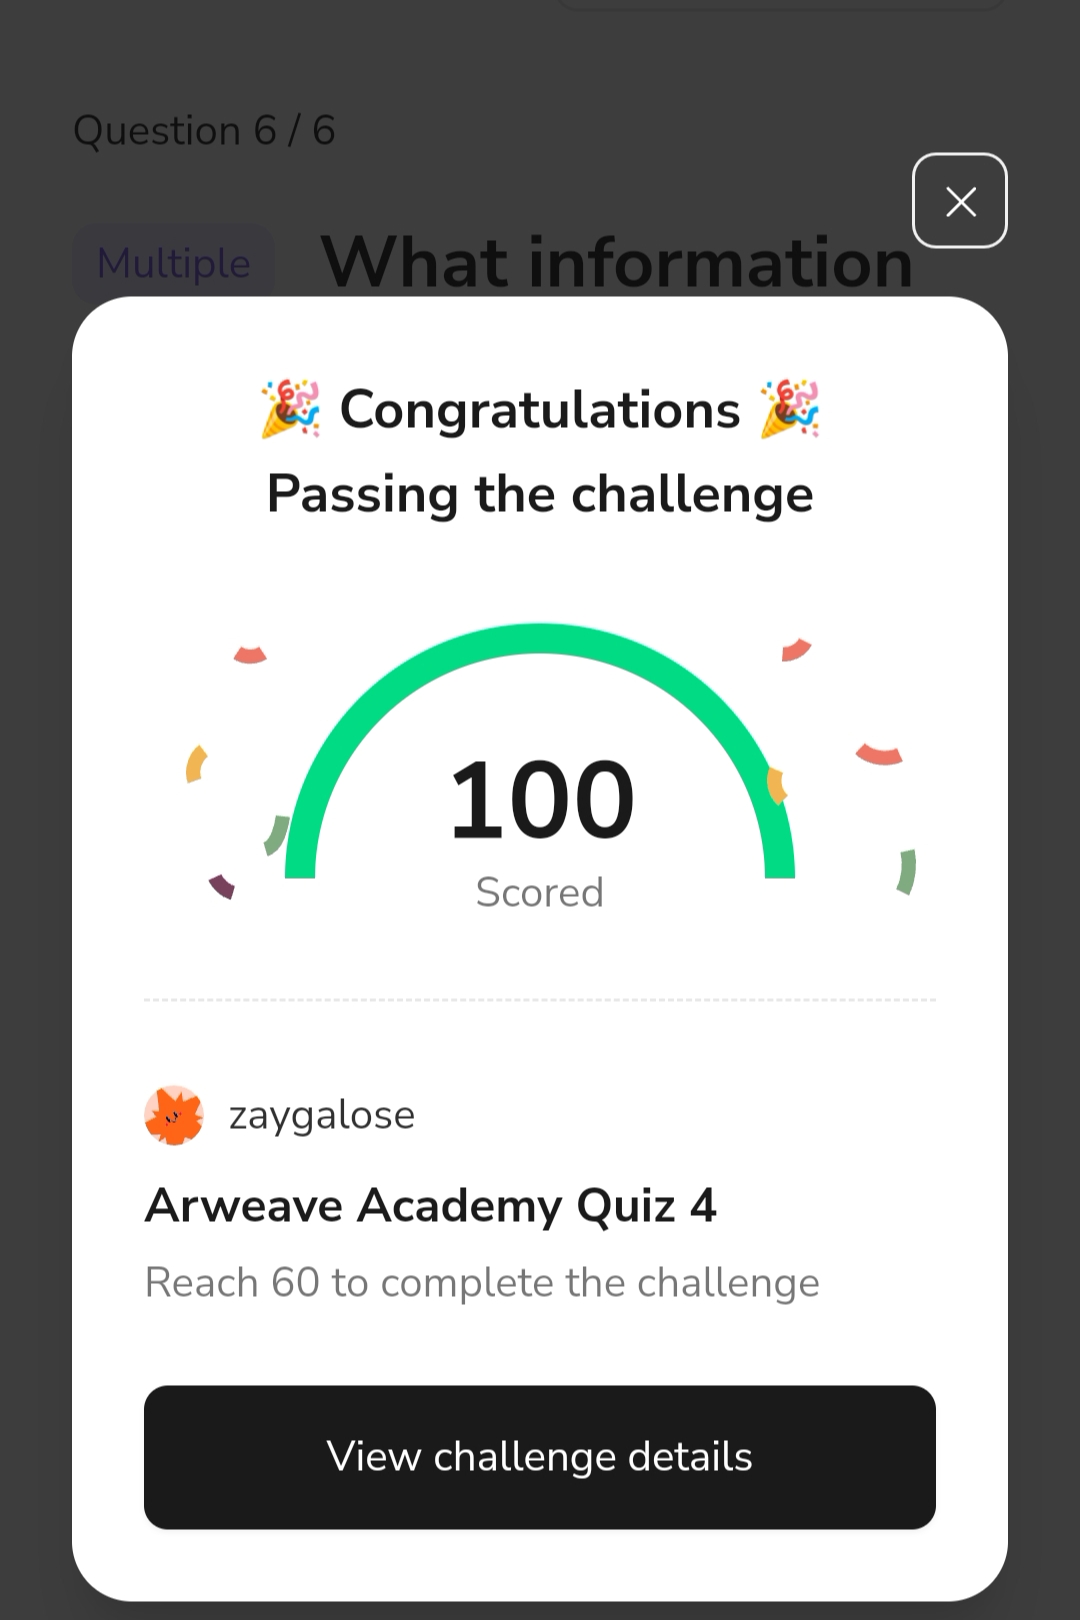 Question 6 / 6
Multiple What information
🎉 Congratulations 🎉
Passing the challenge
100
Scored
zaygalose
Arweave Academy Quiz 4
Reach 60 to complete the challenge
View challenge details